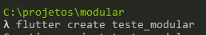 C:\projetos\modular
λ flutter create teste_modular